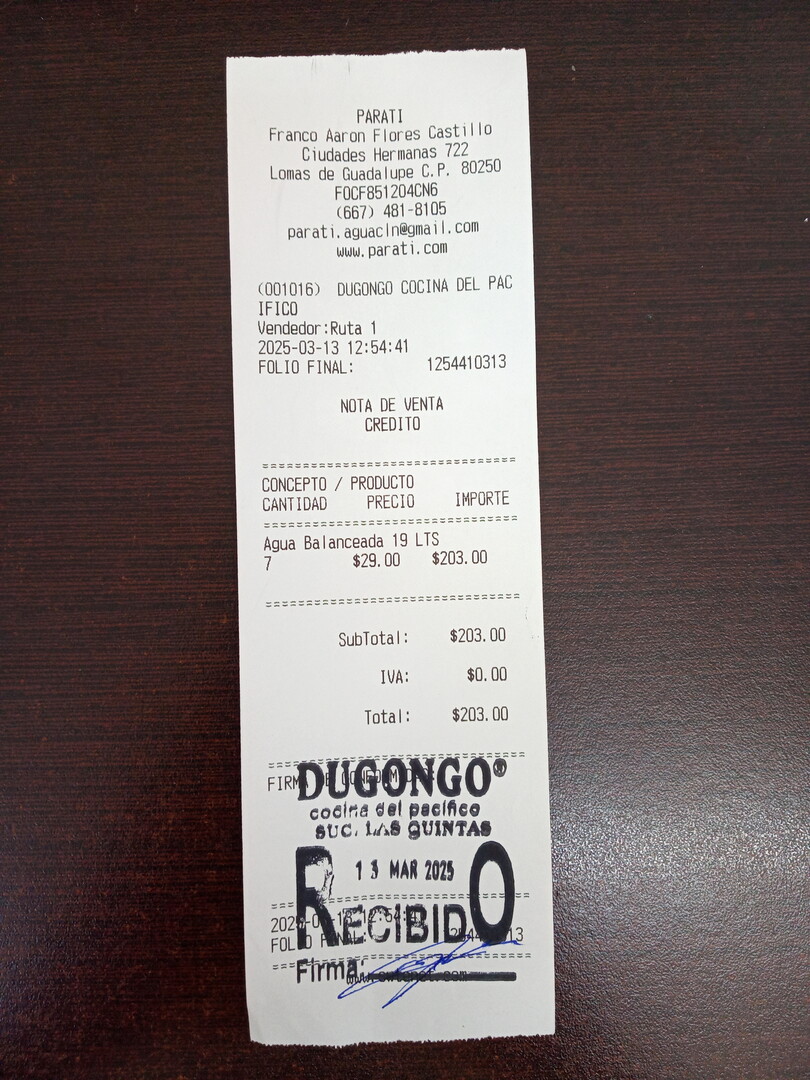 PARATI
Franco Aaron Flores Castillo
Ciudades Hermanas 722
Lomas de Guadalupe C.P. 80250
FOCF851204CN6
(667) 481-8105
parati.aguacln@gmail.com
www.parati.com
(001016) DUGONGO COCINA DEL PAC
IFICO
Vendedor:Ruta 1
2025-03-13 12:54:41
FOLIO FINAL: 1254410313
NOTA DE VENTA
CREDITO
CONCEPTO / PRODUCTO
CANTIDAD PRECIO IMPORTE
Agua Balanceada 19 LTS
7 $29.00 $203.00
SubTotal: $203.00
IVA: $0.00
Total: $203.00
DUGONGO®
cocina del pacífico
SUC. LAS QUINTAS
13 MAR 2025
RECIBIDO
FOLIO FINAL:
Firma: